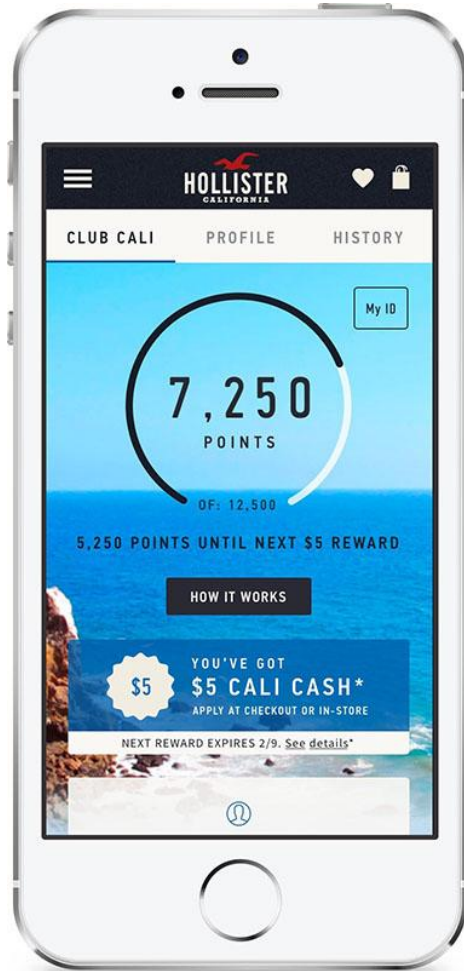 HOLLISTER
CALIFORNIA
CLUB CALI PROFILE HISTORY
My ID
7,250
POINTS
OF: 12,500
5,250 POINTS UNTIL NEXT $5 REWARD
HOW IT WORKS
$5
YOU'VE GOT
$5 CALI CASH*
APPLY AT CHECKOUT OR IN-STORE
NEXT REWARD EXPIRES 2/9. See details*